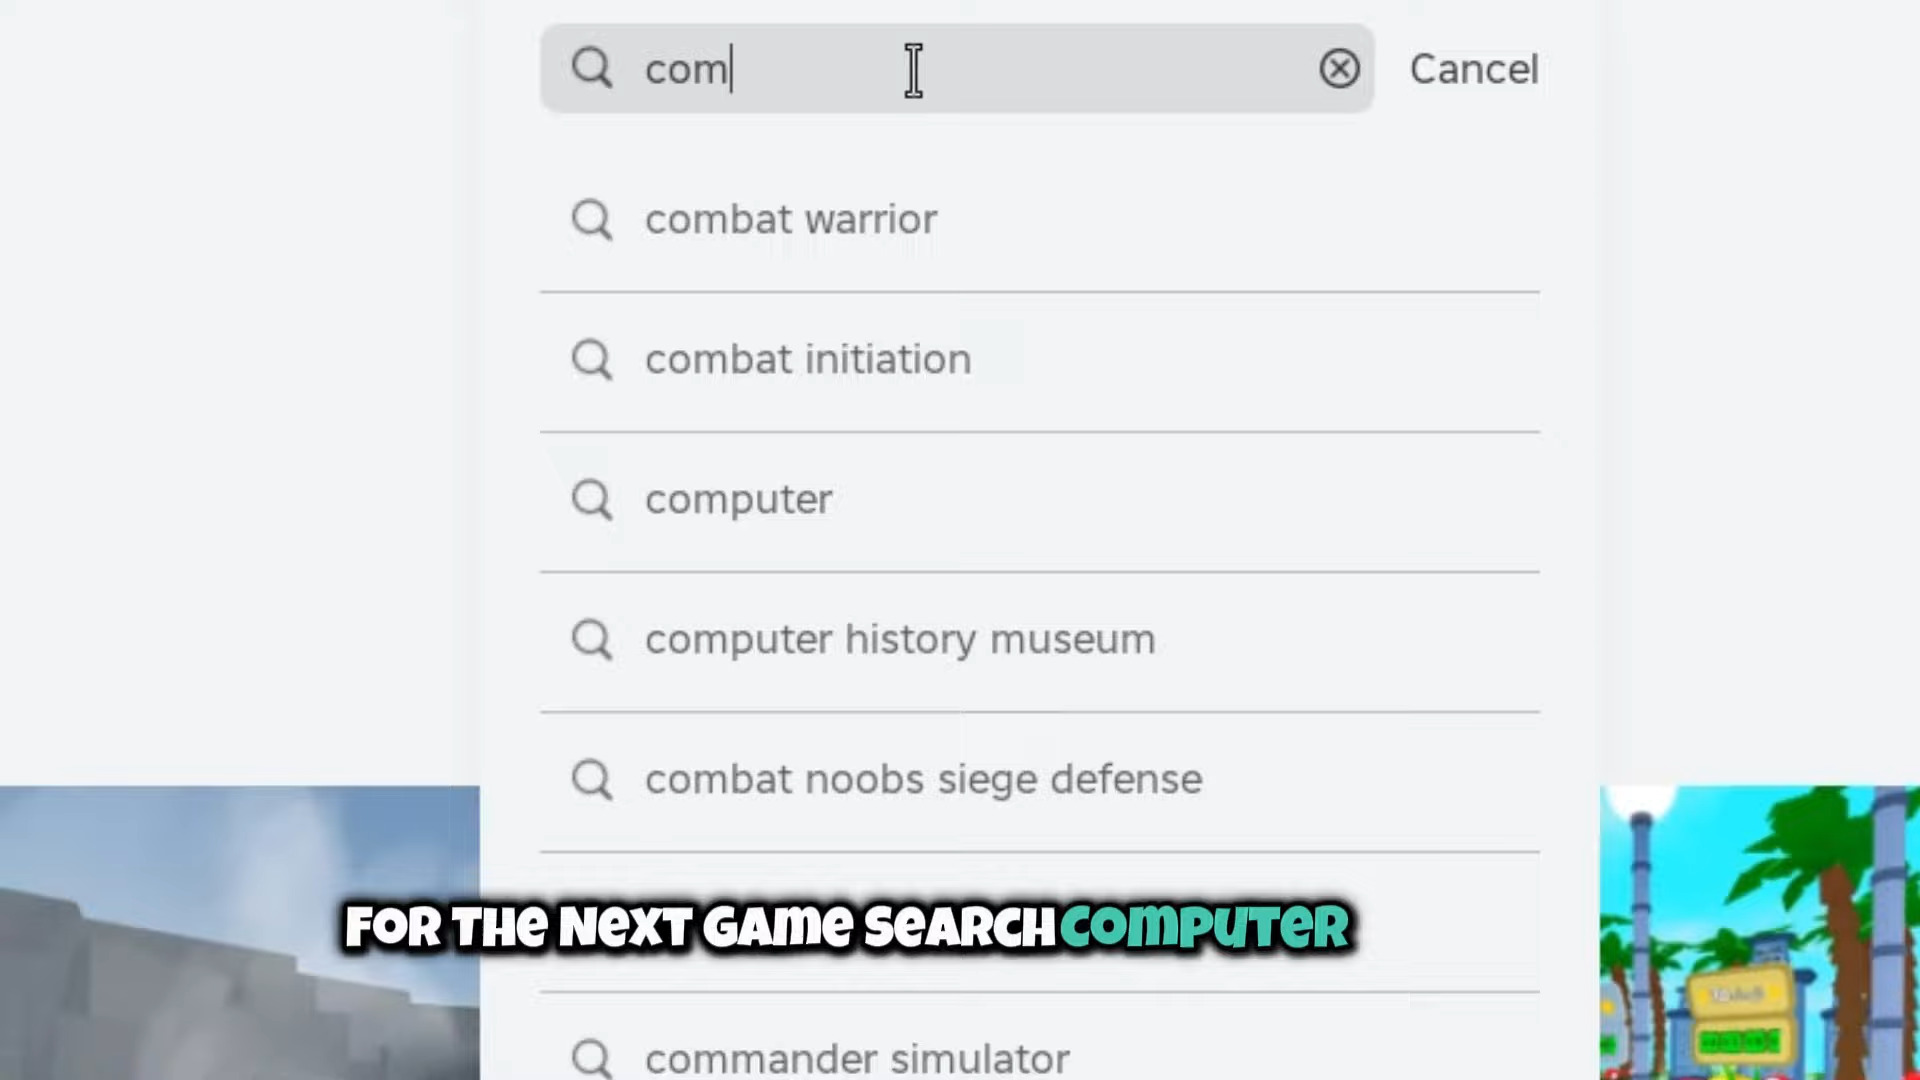 com
Cancel
combat warrior
combat initiation
computer
computer history museum
combat noobs siege defense
FOR THE NEXT GAME SEARCH COMPUTER
commander simulator